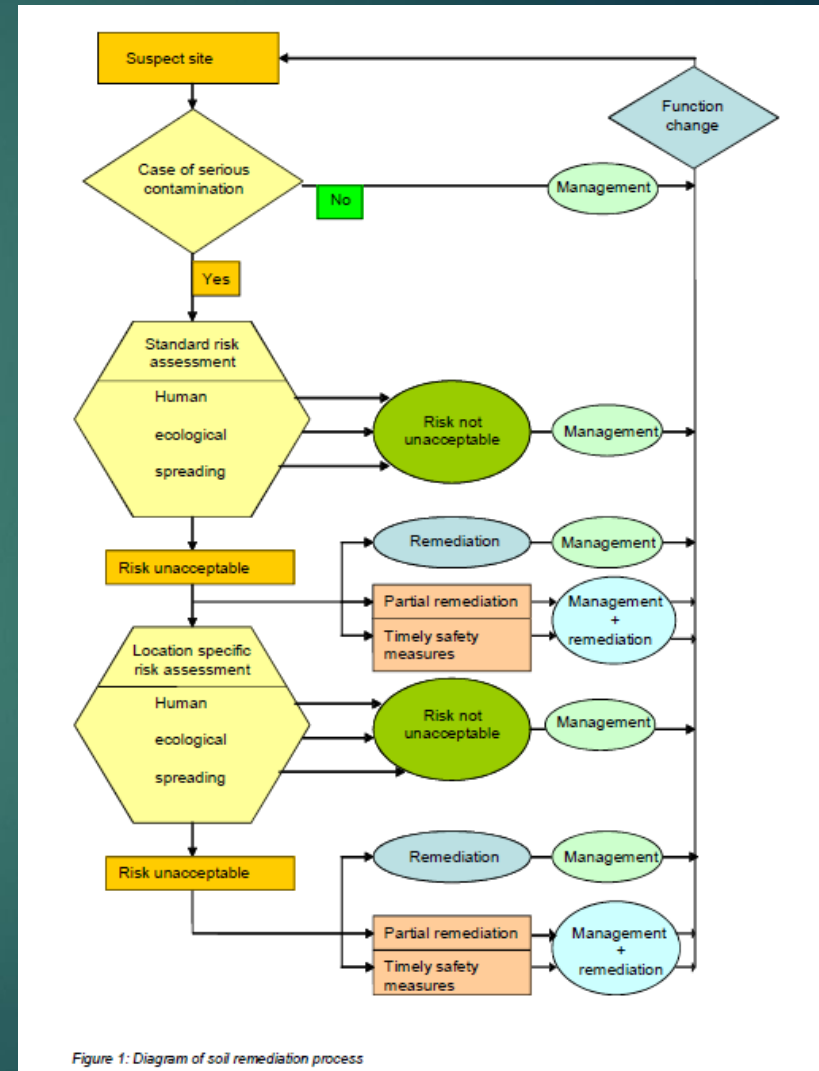 Suspect site
Function
change
Case of serious
contamination
No
Management
Yes
Standard risk
assessment
Human
ecological
spreading
Risk not
unacceptable
Management
Risk unacceptable
Remediation
Management
Partial remediation
Timely safety
measures
Management
+
remediation
Location specific
risk assessment
Human
ecological
spreading
Risk not
unacceptable
Management
Risk unacceptable
Remediation
Management
Partial remediation
Timely safety
measures
Management
+
remediation
Figure 1: Diagram of soil remediation process